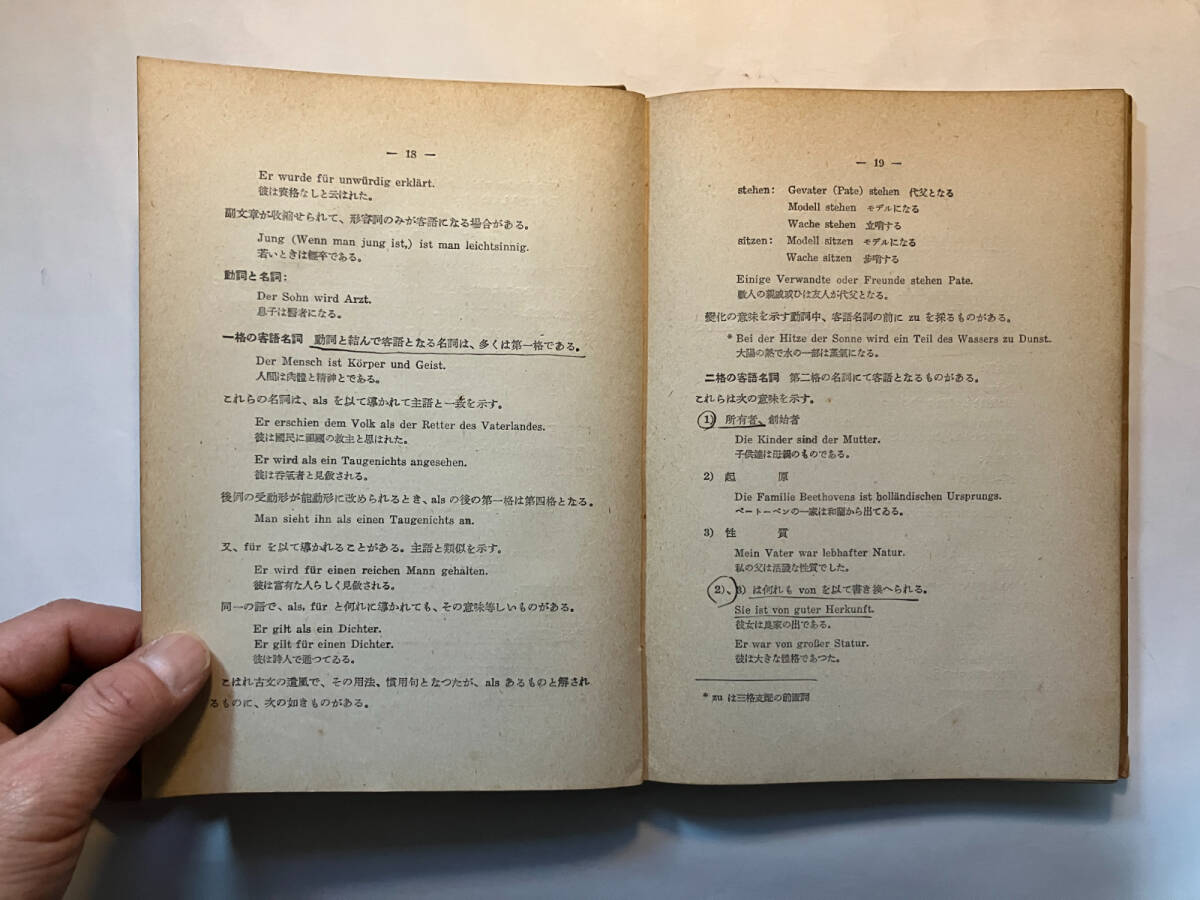 — 18 —
Er wurde für unwürdig erklärt.
彼は資格なしと云はれた。
副文章が收縮せられて、形容詞のみが客語になる場合がある。
Jung (Wenn man jung ist,) ist man leichtsinnig.
若いときは輕卒である。
動詞と名詞:
Der Sohn wird Arzt.
息子は醫者になる。
一格の客語名詞 動詞と結んで客語となる名詞は、多くは第一格である。
Der Mensch ist Körper und Geist.
人間は肉體と精神とである。
これらの名詞は、als を以て導かれて主語と一致を示す。
Er erschien dem Volk als der Retter des Vaterlandes.
彼は國民に祖國の救主と思はれた。
Er wird als ein Taugenichts angesehen.
彼は呑氣者と見做される。
後例の受動形が能動形に改められるとき、als の後の第一格は第四格となる。
Man sieht ihn als einen Taugenichts an.
又、für を以て導かれることがある。主語と類似を示す。
Er wird für einen reichen Mann gehalten.
彼は富有な人らしく見做される。
同一の語で、als, für と何れに導かれても、その意味等しいものがある。
Er gilt als ein Dichter.
Er gilt für einen Dichter.
彼は詩人で通つてゐる。
こはれ古文の遺風で、その用法、慣用句となつたが、als あるものと解され
るものに、次の如きものがある。
— 19 —
stehen: Gevater (Pate) stehen 代父となる
Modell stehen モデルになる
Wache stehen 立哨する
sitzen: Modell sitzen モデルになる
Wache sitzen 歩哨する
Einige Verwandte oder Freunde stehen Pate.
數人の親戚或ひは友人が代父となる。
變化の意味を示す動詞中、客語名詞の前に zu を採るものがある。
* Bei der Hitze der Sonne wird ein Teil des Wassers zu Dunst.
太陽の熱で水の一部は蒸氣になる。
二格の客語名詞 第二格の名詞にて客語となるものがある。
これらは次の意味を示す。
1) 所有者、創始者
Die Kinder sind der Mutter.
子供達は母親のものである。
2) 起原
Die Familie Beethovens ist holländischen Ursprungs.
ベートーベンの一家は和蘭から出てゐる。
3) 性質
Mein Vater war lebhafter Natur.
私の父は活潑な性質でした。
2)、3) は何れも von を以て書き換へられる。
Sie ist von guter Herkunft.
彼女は良家の出である。
Er war von großer Statur.
彼は大きな體格であつた。
* zu は三格支配の前置詞